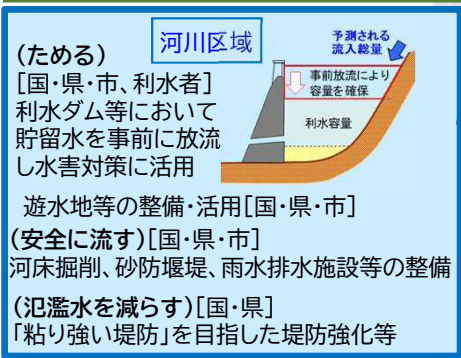 河川区域
(ためる)
[国・県・市、利水者]
利水ダム等において
貯留水を事前に放流
し水害対策に活用
予測される
流入総量
事前放流により
容量を確保
利水容量
遊水地等の整備・活用[国・県・市]
(安全に流す)[国・県・市]
河床掘削、砂防堰堤、雨水排水施設等の整備
(氾濫水を減らす)[国・県]
「粘り強い堤防」を目指した堤防強化等